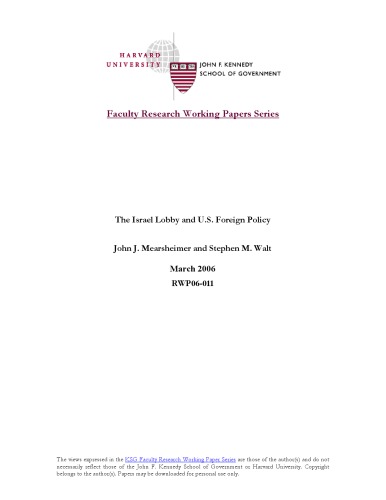 HARVARD
UNIVERSITY
JOHN F. KENNEDY
SCHOOL OF GOVERNMENT
Faculty Research Working Papers Series
The Israel Lobby and U.S. Foreign Policy
John J. Mearsheimer and Stephen M. Walt
March 2006
RWP06-011
The views expressed in the KSG Faculty Research Working Paper Series are those of the author(s) and do not
necessarily reflect those of the John F. Kennedy School of Government or Harvard University. Copyright
belongs to the author(s). Papers may be downloaded for personal use only.